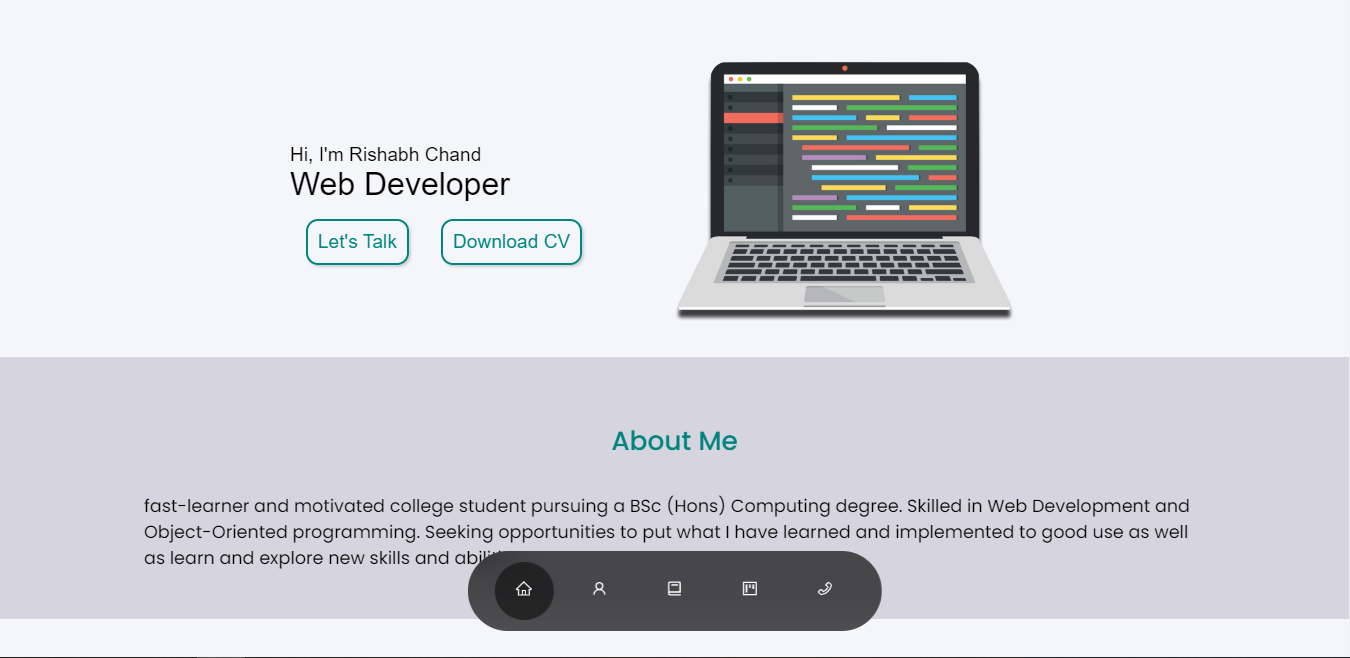 Hi, I'm Rishabh Chand
Web Developer
Let's Talk
Download CV
About Me
fast-learner and motivated college student pursuing a BSc (Hons) Computing degree. Skilled in Web Development and
Object-Oriented programming. Seeking opportunities to put what I have learned and implemented to good use as well
as learn and explore new skills and